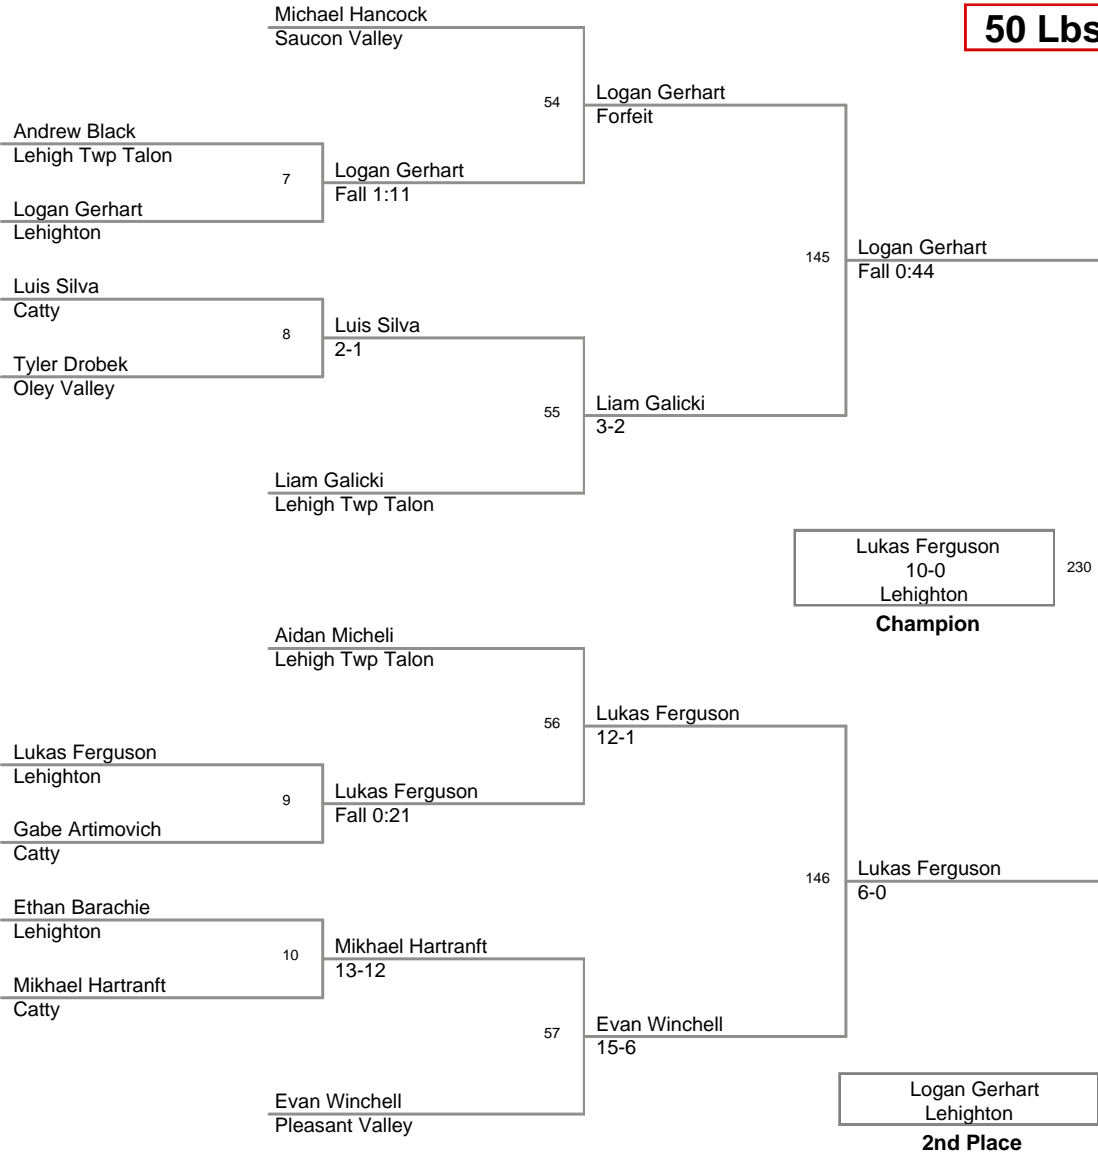 Michael Hancock
Saucon Valley
50 Lbs
54
Logan Gerhart
Forfeit
Andrew Black
Lehigh Twp Talon
7
Logan Gerhart
Fall 1:11
Logan Gerhart
Lehighton
145
Logan Gerhart
Fall 0:44
Luis Silva
Catty
8
Luis Silva
2-1
Tyler Drobek
Oley Valley
55
Liam Galicki
3-2
Liam Galicki
Lehigh Twp Talon
Lukas Ferguson
10-0
Lehighton
230
Champion
Aidan Micheli
Lehigh Twp Talon
56
Lukas Ferguson
12-1
Lukas Ferguson
Lehighton
9
Lukas Ferguson
Fall 0:21
Gabe Artimovich
Catty
146
Lukas Ferguson
6-0
Ethan Barachie
Lehighton
10
Mikhael Hartranft
13-12
Mikhael Hartranft
Catty
57
Evan Winchell
15-6
Evan Winchell
Pleasant Valley
Logan Gerhart
Lehighton
2nd Place